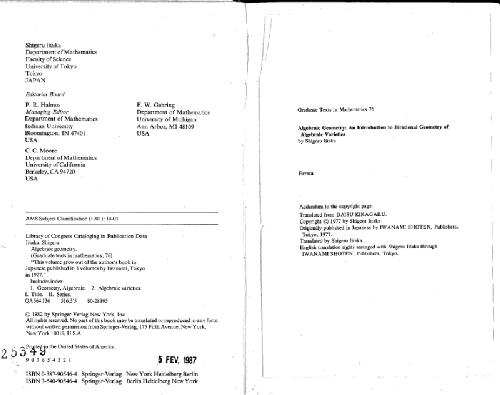 Shigeru Iitaka
Department of Mathematics
Faculty of Science
University of Tokyo
Tokyo
JAPAN
Editorial Board
P. R. Halmos
Managing Editor
Department of Mathematics
Indiana University
Bloomington, IN 47401
USA
F. W. Gehring
Department of Mathematics
University of Michigan
Ann Arbor, MI 48109
USA
C. C. Moore
Department of Mathematics
University of California
Berkeley, CA 94720
USA
AMS Subject Classification (1981): 14-01
Library of Congress Cataloging in Publication Data
Iitaka, Shigeru
Algebraic geometry.
(Graduate texts in mathematics; 76)
"This volume grew out of the author's book in
Japanese published in 3 volumes by Iwanami, Tokyo
in 1977."
Includes index.
1. Geometry, Algebraic. 2. Algebraic varieties.
I. Title. II. Series.
QA564.I34 516.3'5
© 1982 by Springer-Verlag New York, Inc.
All rights reserved. No part of this book may be translated or reproduced in any form
without written permission from Springer-Verlag, 175 Fifth Avenue, New York,
New York 10010, U.S.A.
Printed in the United States of America.
25349
9 8 7 6 5 4 3 2 1
5 FEV. 1987
ISBN 0-387-90546-4 Springer-Verlag New York Heidelberg Berlin
ISBN 3-540-90546-4 Springer-Verlag Berlin Heidelberg New York
Graduate Texts in Mathematics 76
Algebraic Geometry: An Introduction to Birational Geometry of
Algebraic Varieties
by Shigeru Iitaka
Errata
Addendum to the copyright page:
Translated from DAISU KIKAGAKU.
Copyright © 1977 by Shigeru Iitaka.
Originally published in Japanese by IWANAMI SHOTEN, Publishers,
Tokyo, 1977.
Translated by Shigeru Iitaka.
English translation rights arranged with Shigeru Iitaka through
IWANAMI SHOTEN, Publishers, Tokyo.